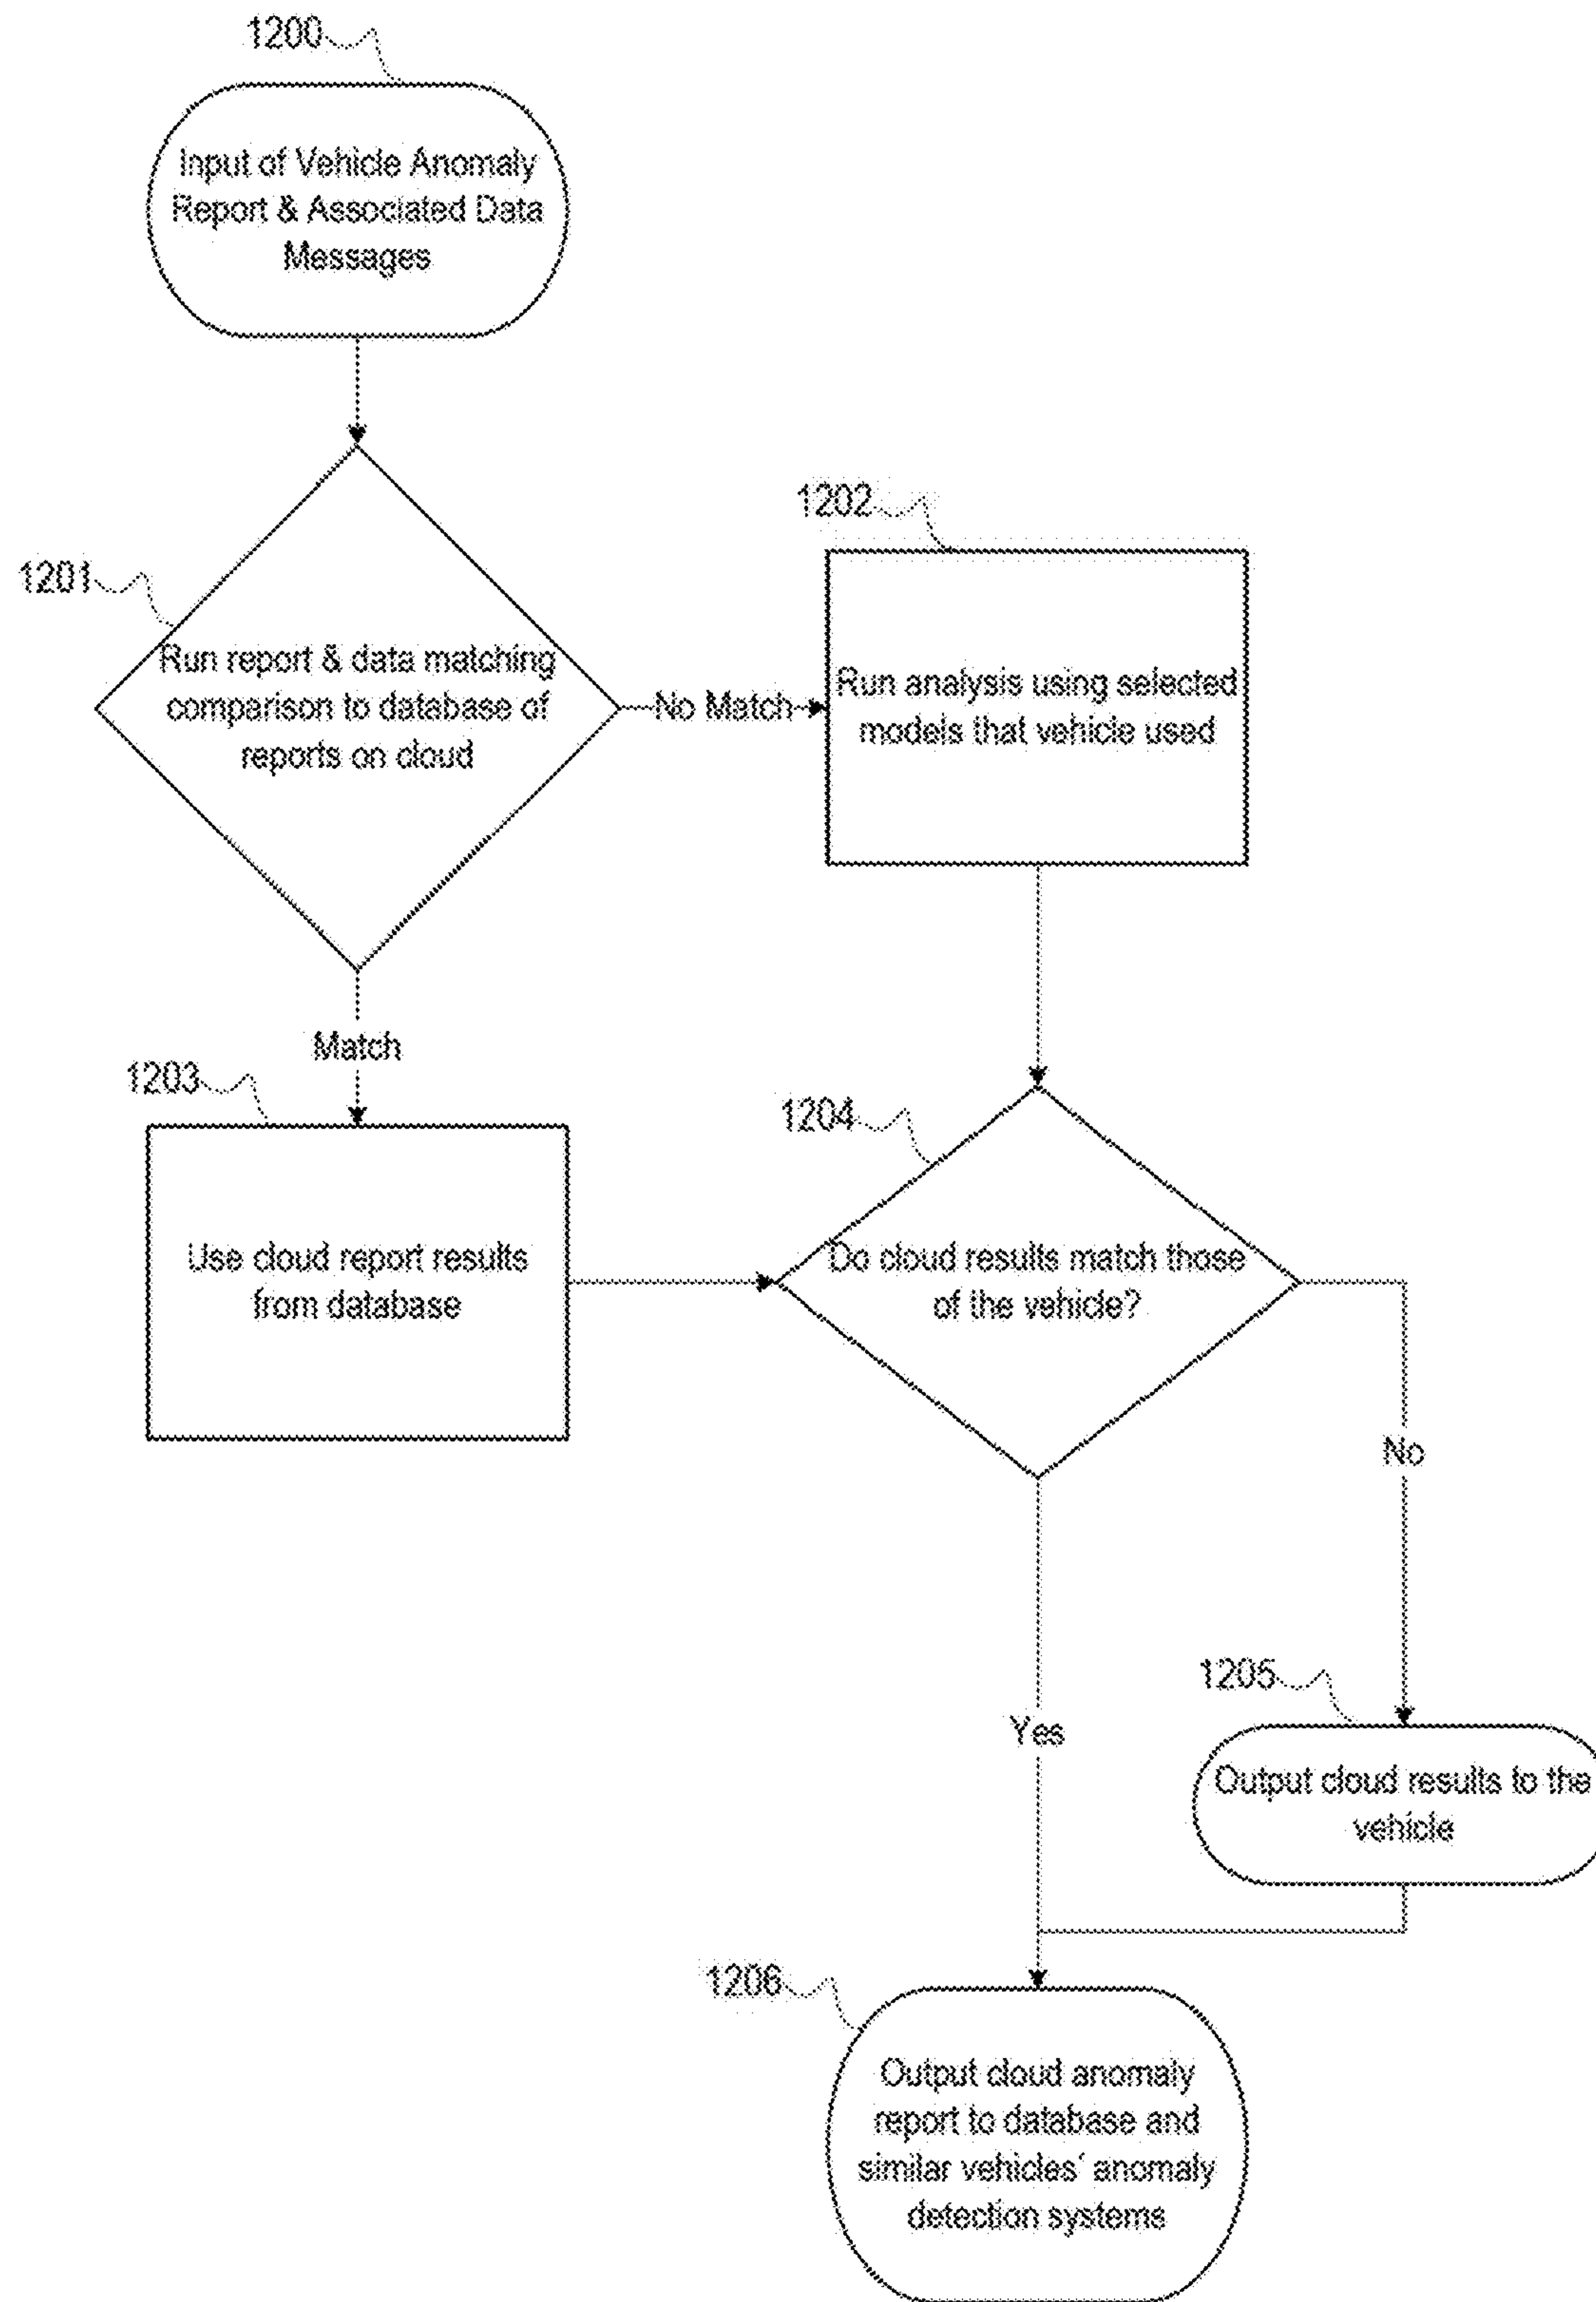 1200
Input of Vehicle Anomaly
Report & Associated Data
Messages
1201
Run report & data matching
comparison to database of
reports on cloud
No Match
1202
Run analysis using selected
models that vehicle used
Match
1203
Use cloud report results
from database
1204
Do cloud results match those
of the vehicle?
No
Yes
1205
Output cloud results to the
vehicle
1206
Output cloud anomaly
report to database and
similar vehicles' anomaly
detection systems